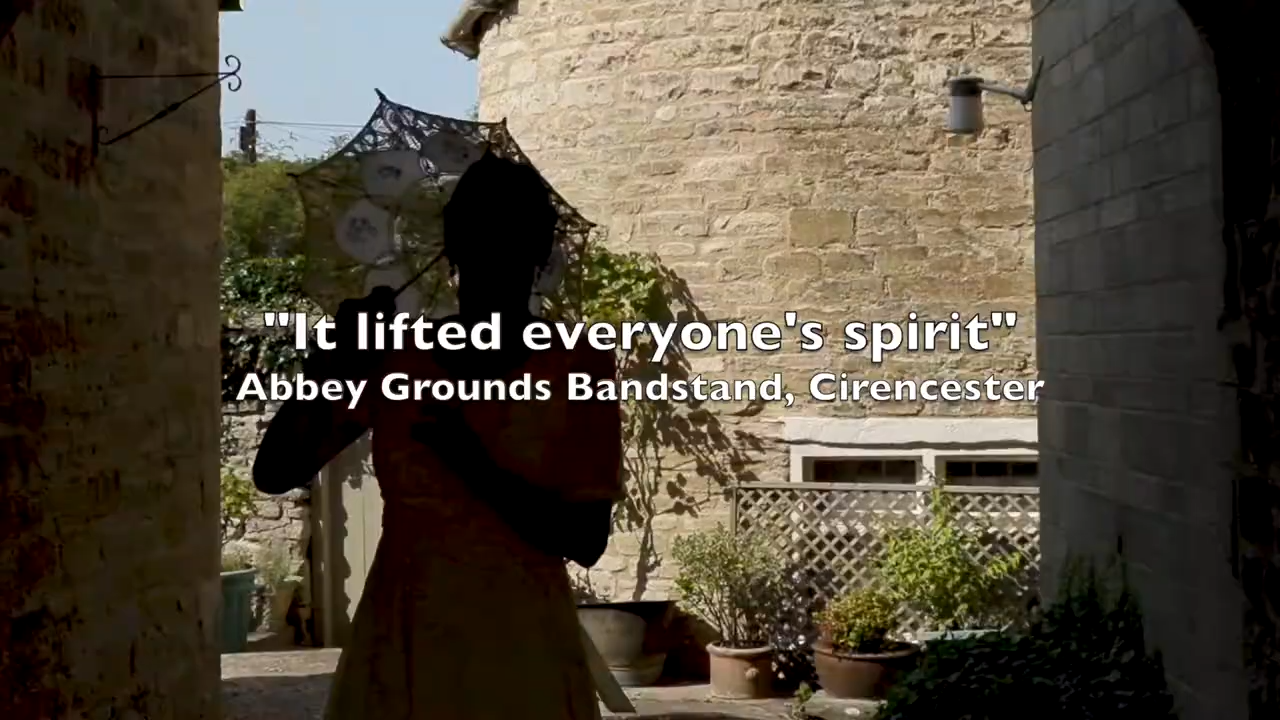 "It lifted everyone's spirit"
Abbey Grounds Bandstand, Cirencester